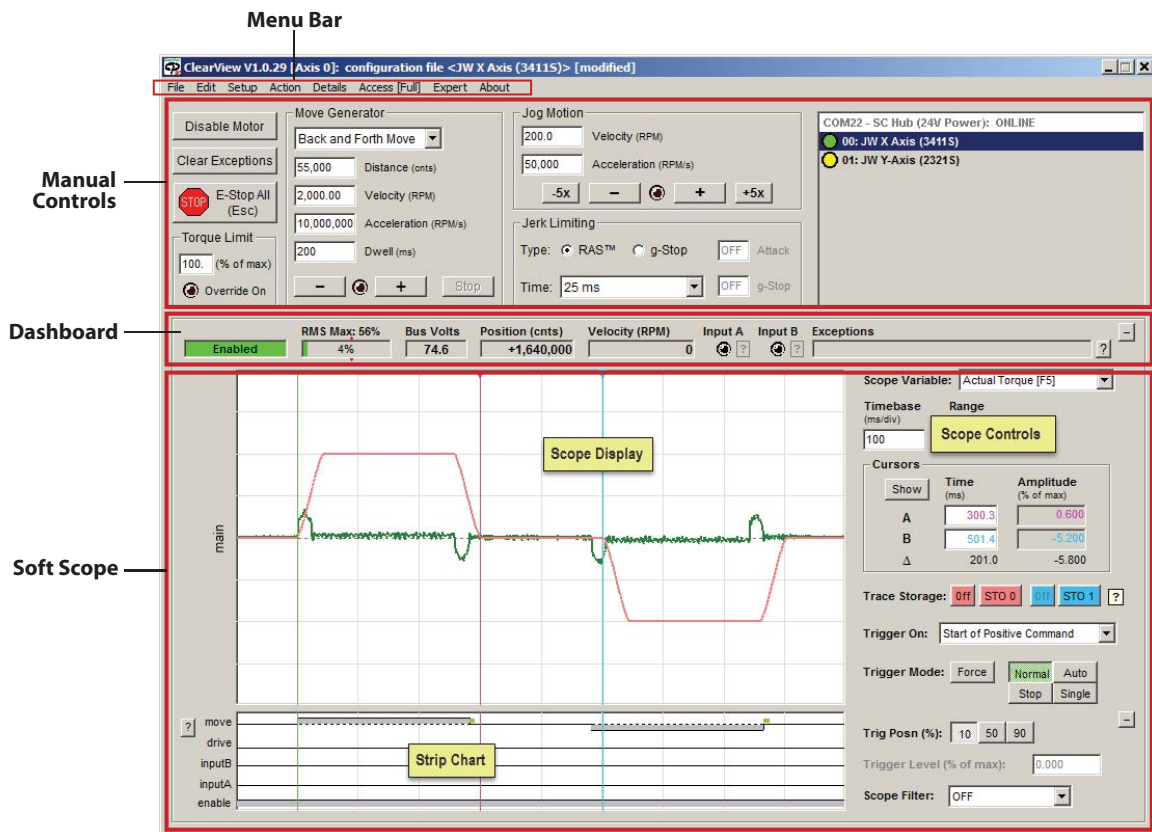 Menu Bar
ClearView V1.0.29 [Axis 0]: configuration file <JW X Axis (3411S)> [modified]
File Edit Setup Action Details Access [Full] Expert About
Manual Controls
Disable Motor
Clear Exceptions
STOP
E-Stop All
(Esc)
Torque Limit
100. (% of max)
Override On
Move Generator
Back and Forth Move
55,000 Distance (cnts)
2,000.00 Velocity (RPM)
10,000,000 Acceleration (RPM/s)
200 Dwell (ms)
− + Stop
Jog Motion
200.0 Velocity (RPM)
50,000 Acceleration (RPM/s)
-5x − + +5x
Jerk Limiting
Type: RAS™ g-Stop OFF Attack
Time: 25 ms OFF g-Stop
COM22 - SC Hub (24V Power): ONLINE
00: JW X Axis (3411S)
01: JW Y-Axis (2321S)
Dashboard
RMS Max: 56% Bus Volts Position (cnts) Velocity (RPM) Input A Input B Exceptions
Enabled 4% 74.6 +1,640,000 0 ? ? ?
−
Soft Scope
main
Scope Display
Scope Variable: Actual Torque [F5]
Timebase Range
(ms/div)
100
Scope Controls
Cursors
Show Time Amplitude
(ms) (% of max)
A 300.3 0.600
B 501.4 -5.200
Δ 201.0 -5.800
Trace Storage: Off STO 0 Off STO 1 ?
Trigger On: Start of Positive Command
Trigger Mode: Force Normal Auto
Stop Single
Trig Posn (%): 10 50 90
−
Trigger Level (% of max): 0.000
Scope Filter: OFF
?
move
drive
inputB
inputA
enable
Strip Chart